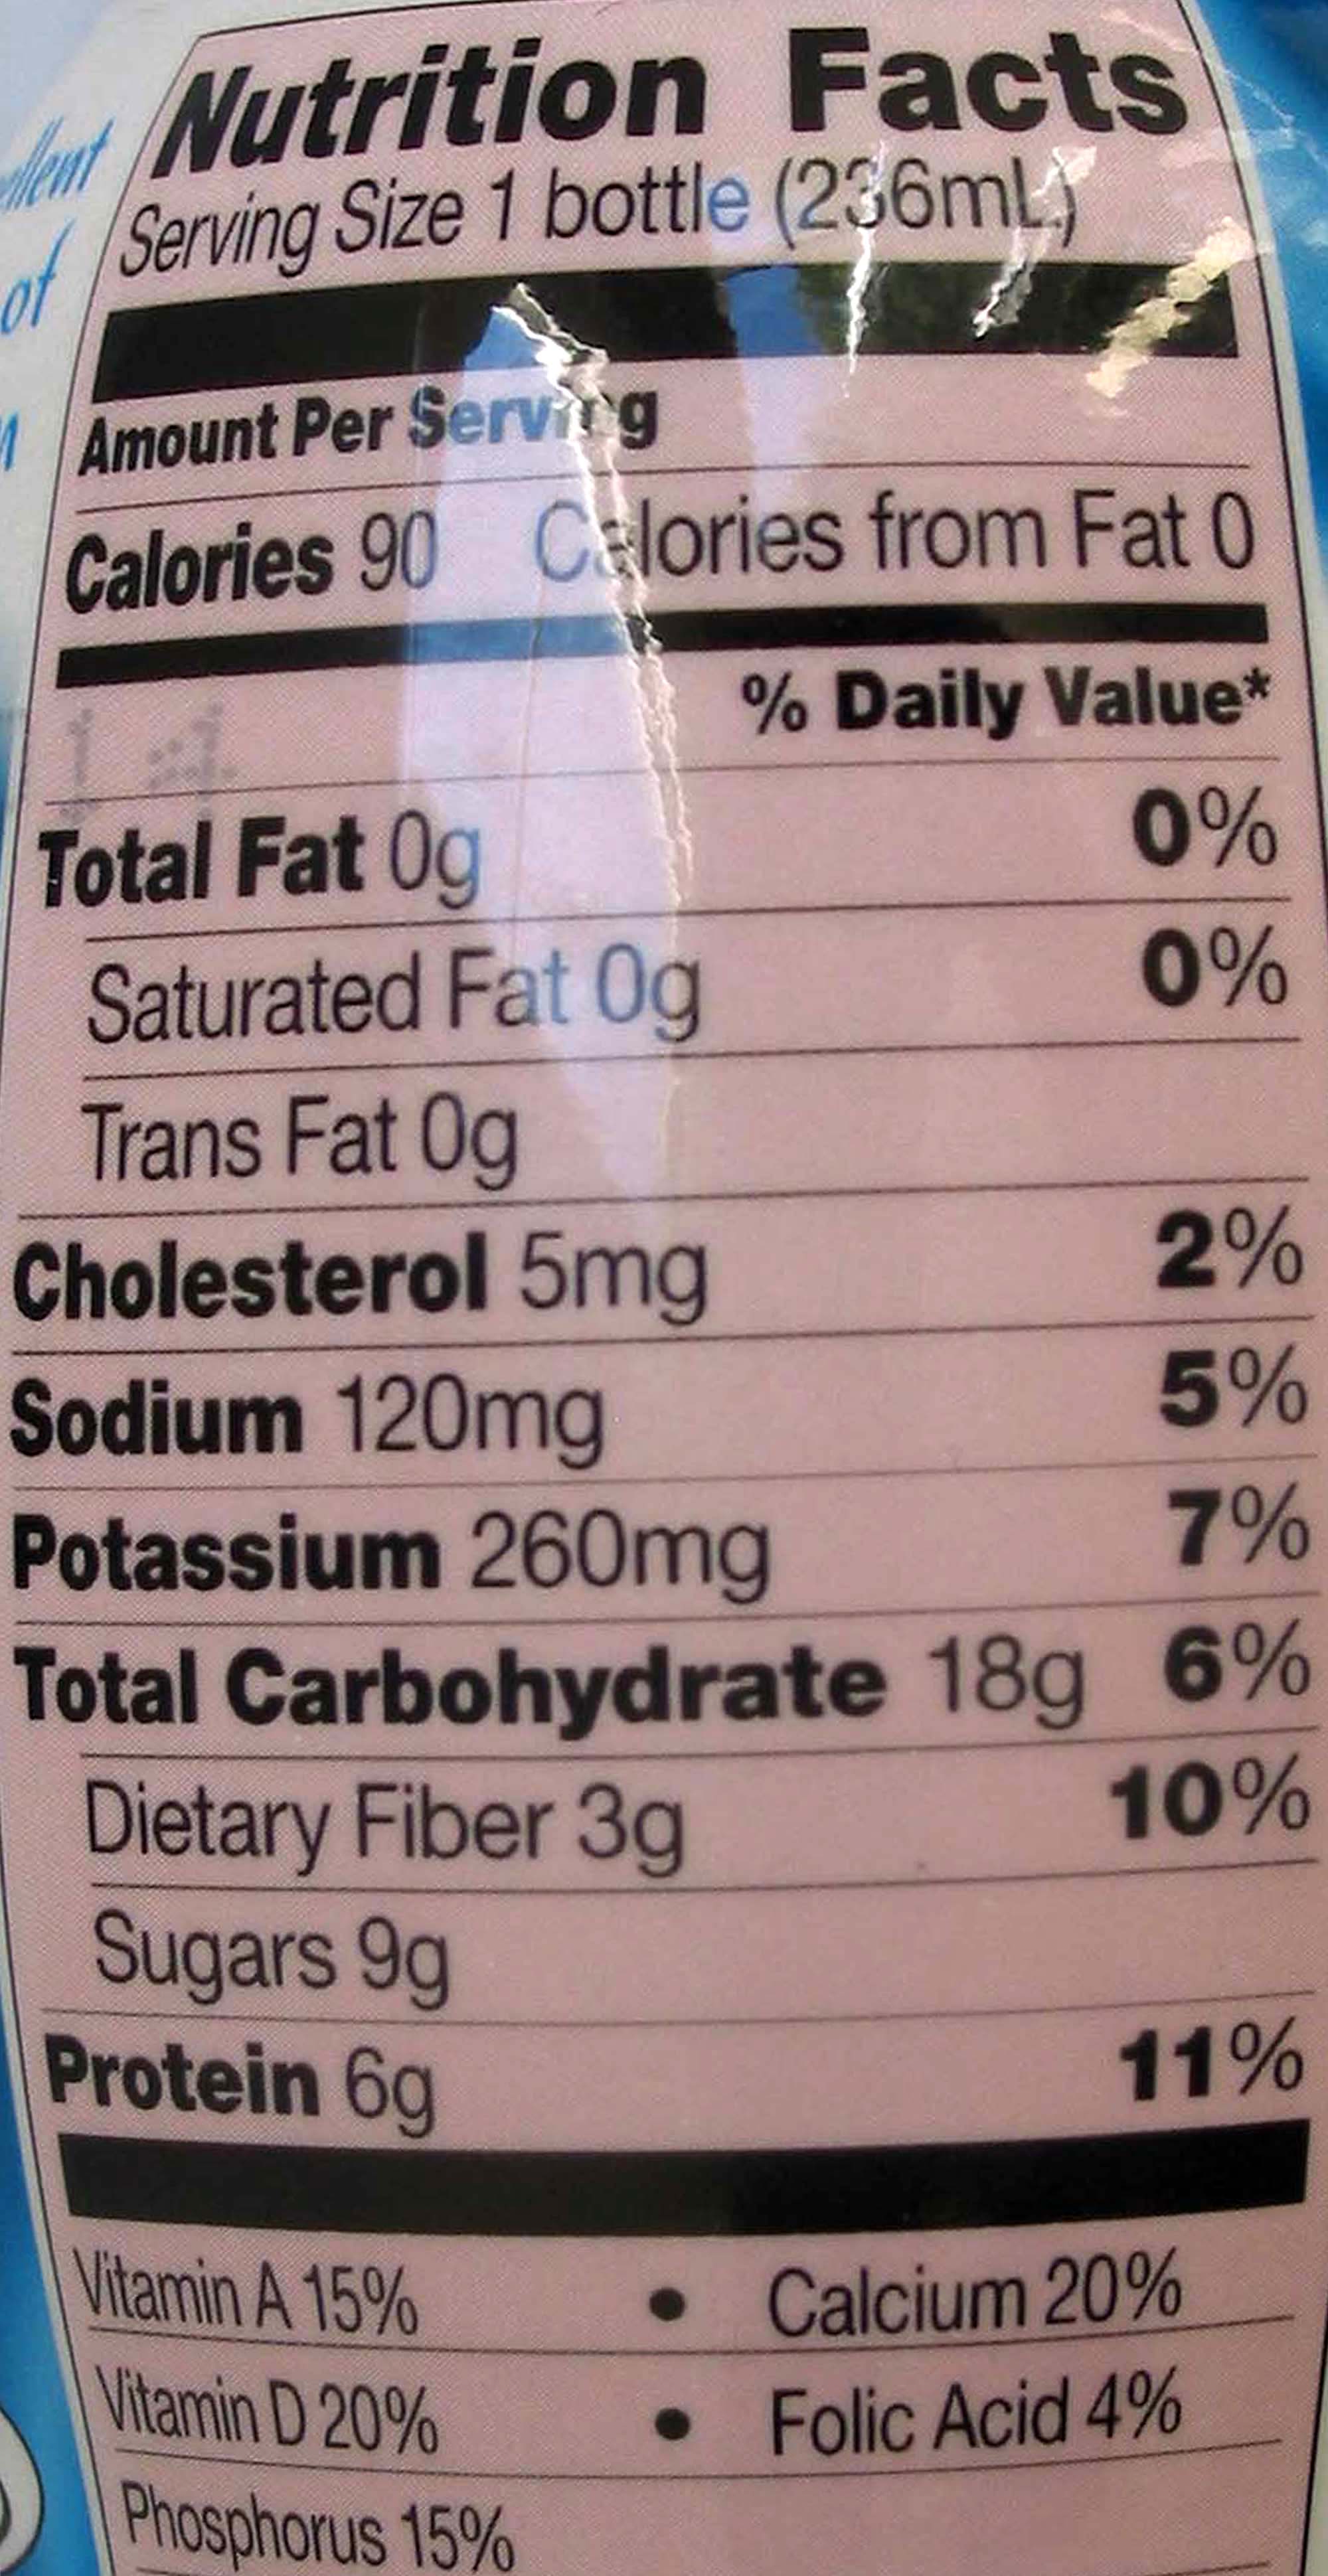 Nutrition Facts
Serving Size 1 bottle (236mL)
Amount Per Serving
Calories 90 Calories from Fat 0
% Daily Value*
Total Fat 0g 0%
Saturated Fat 0g 0%
Trans Fat 0g
Cholesterol 5mg 2%
Sodium 120mg 5%
Potassium 260mg 7%
Total Carbohydrate 18g 6%
Dietary Fiber 3g 10%
Sugars 9g
Protein 6g 11%
Vitamin A 15% • Calcium 20%
Vitamin D 20% • Folic Acid 4%
Phosphorus 15%
of